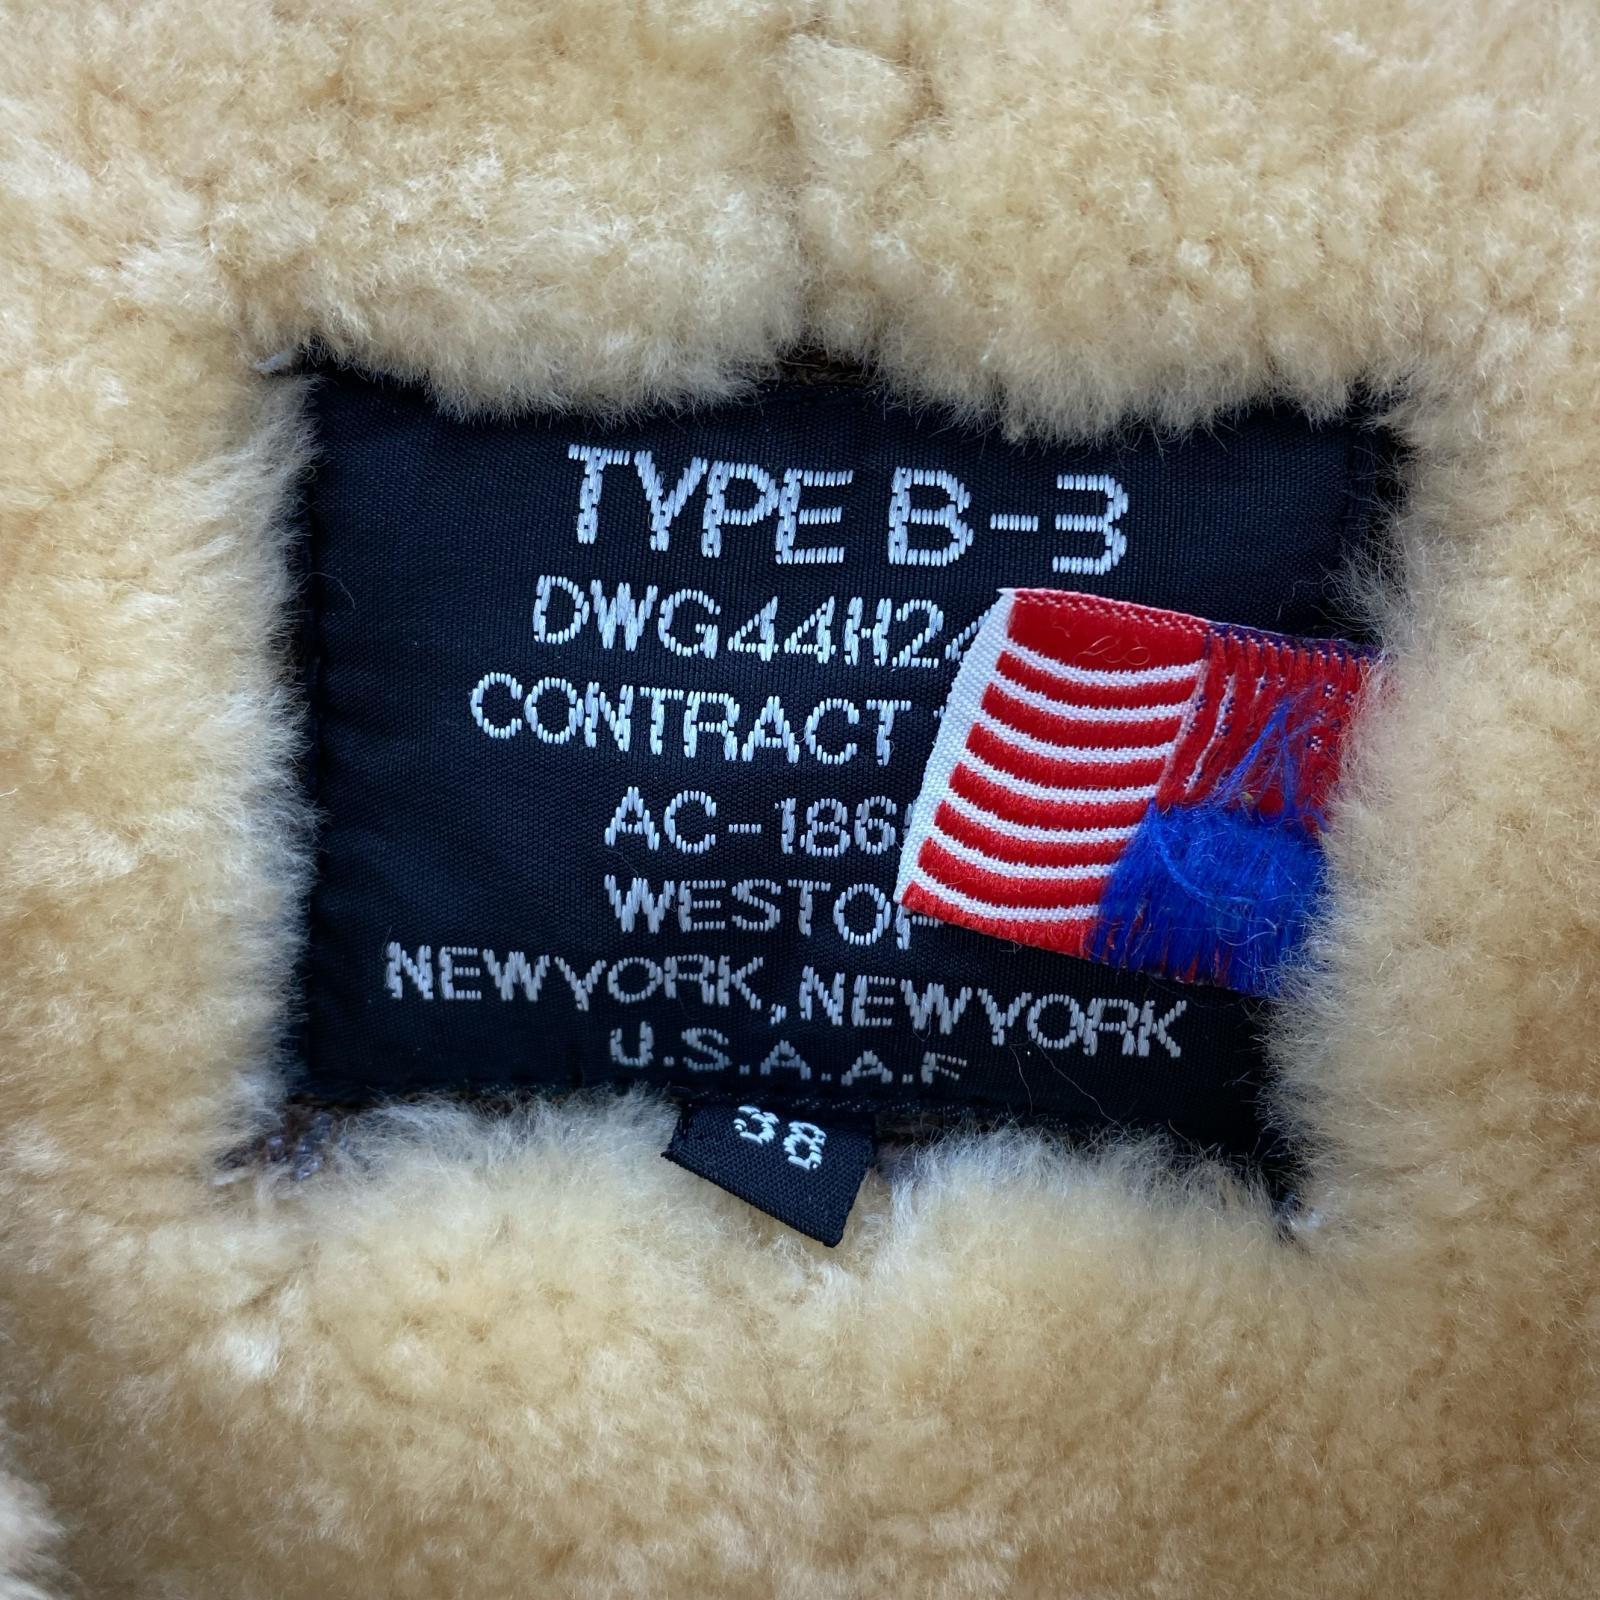 TYPE B-3
DWG44H2
CONTRACT
AC-186
WESTO
NEWYORK,NEWYORK
U.S.A.A.F
38